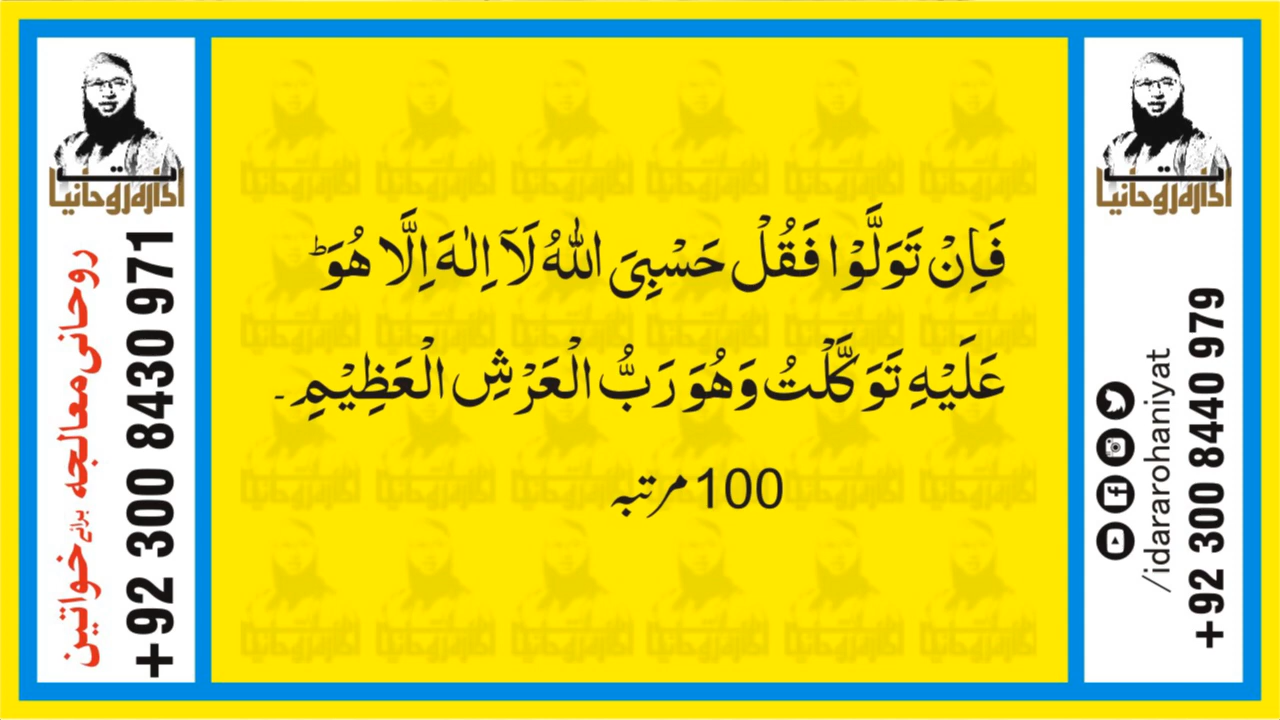 فَاِنْ تَوَلَّوْا فَقُلْ حَسْبِیَ اللّٰهُ لَآ اِلٰهَ اِلَّا هُوَ ؕ
عَلَیْهِ تَوَكَّلْتُ وَهُوَ رَبُّ الْعَرْشِ الْعَظِیْمِ۔
100 مرتبہ
ادارہ روحانیات
روحانی معالجہ برائے خواتین
+92 300 8430 971
ادارہ روحانیات
/idararohaniyat
+92 300 8440 979